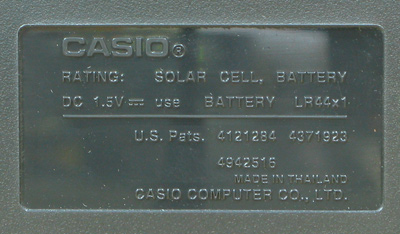 CASIO®
RATING: SOLAR CELL, BATTERY
DC 1.5V⎓ use BATTERY LR44x1
U.S. Pats. 4121284 4371923
4942516
MADE IN THAILAND
CASIO COMPUTER CO., LTD.